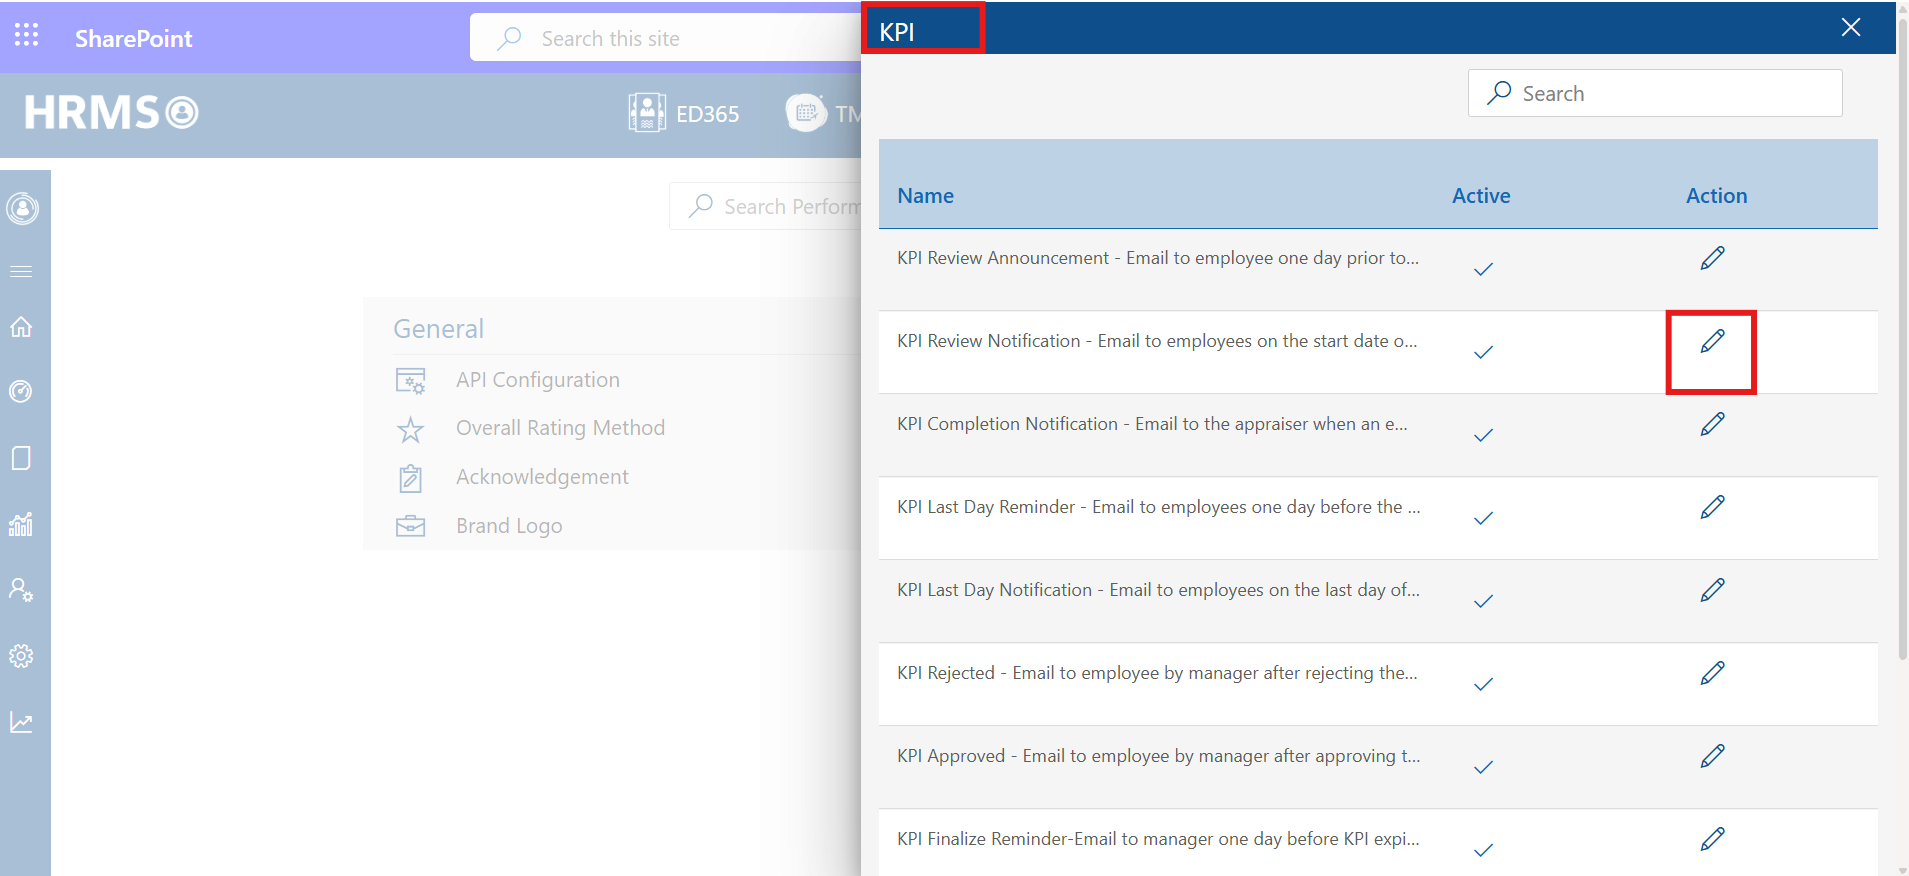 SharePoint
Search this site
KPI
Search
HRMS
ED365
TM
Search Perform
Name Active Action
General
API Configuration
Overall Rating Method
Acknowledgement
Brand Logo
KPI Review Announcement - Email to employee one day prior to...
KPI Review Notification - Email to employees on the start date o...
KPI Completion Notification - Email to the appraiser when an e...
KPI Last Day Reminder - Email to employees one day before the ...
KPI Last Day Notification - Email to employees on the last day of...
KPI Rejected - Email to employee by manager after rejecting the...
KPI Approved - Email to employee by manager after approving t...
KPI Finalize Reminder-Email to manager one day before KPI expi...